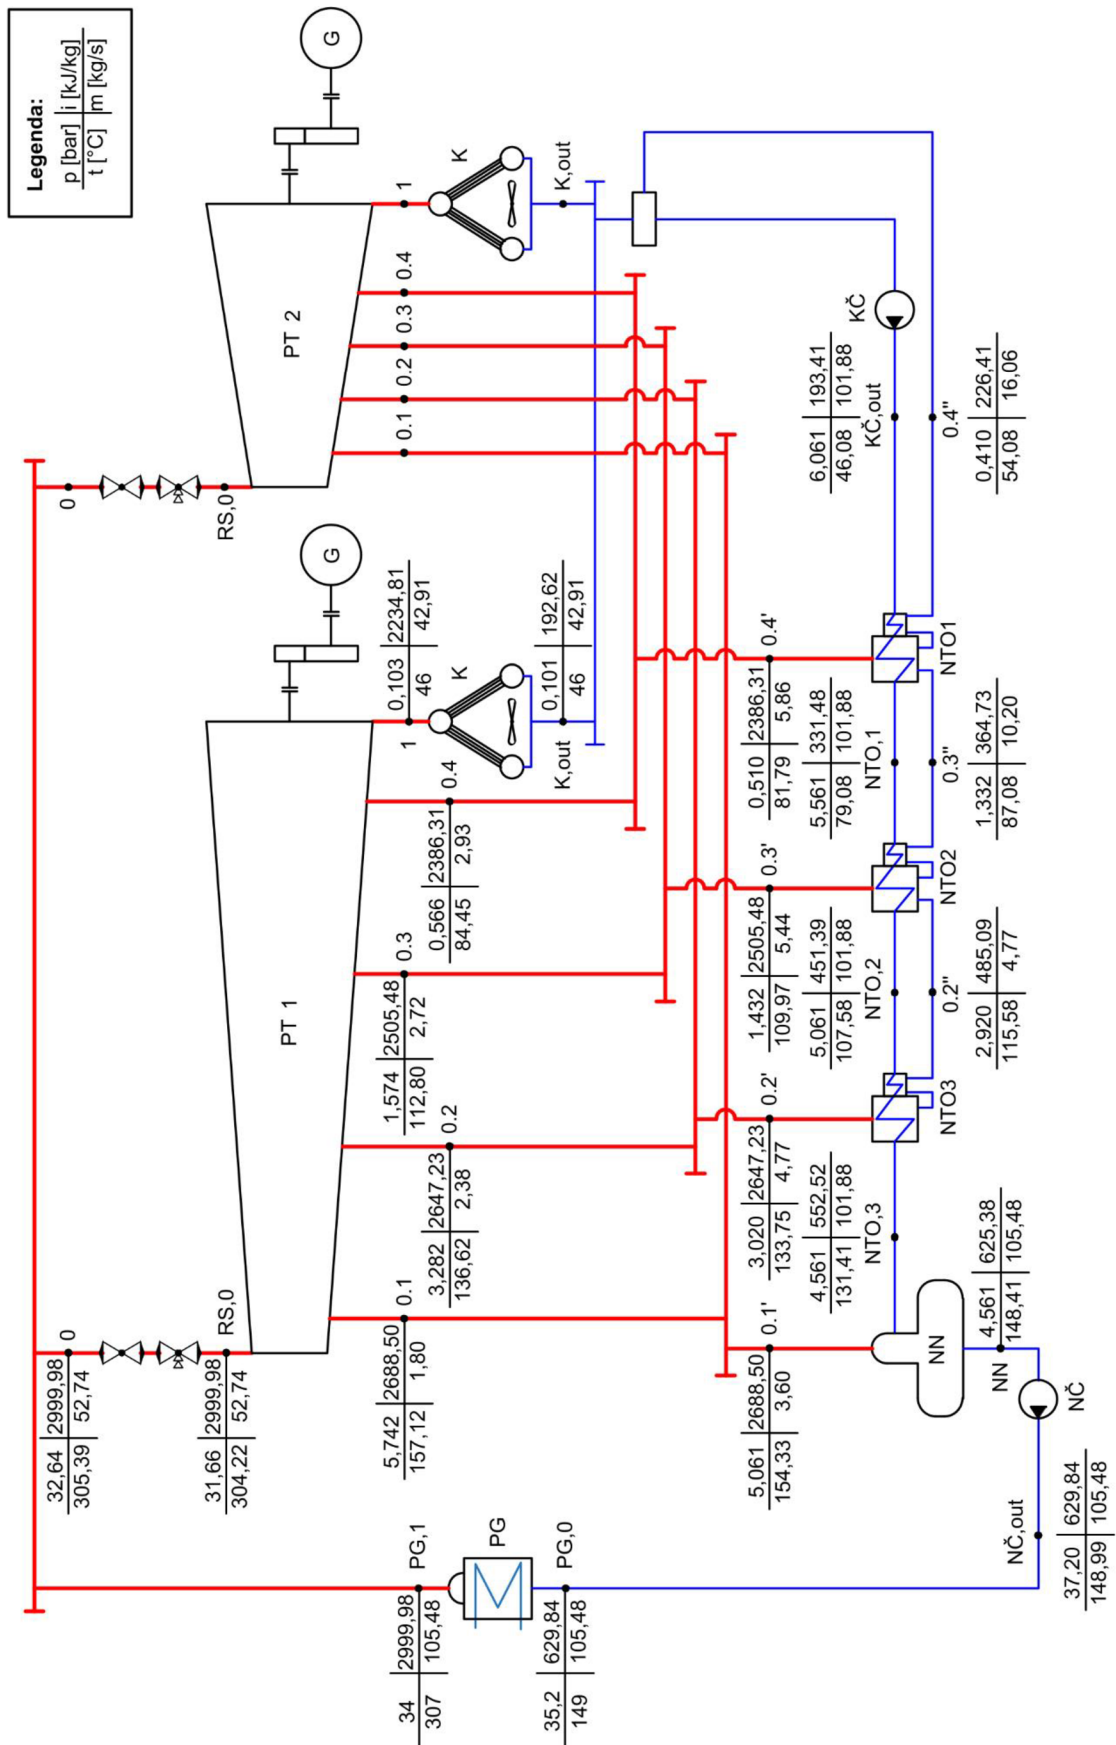 Legenda:
p [bar] i [kJ/kg]
t [°C] m [kg/s]
32,64 2999,98
305,39 52,74
0
31,66 2999,98
304,22 52,74
RS,0
PT 1
G
0
RS,0
PT 2
G
5,742 2688,50
157,12 1,80
0.1
3,282 2647,23
136,62 2,38
0.2
1,574 2505,48
112,80 2,72
0.3
0,566 2386,31
84,45 2,93
0.4
0,103 2234,81
46 42,91
1
K
0,101 192,62
46 42,91
K,out
0.1
0.2
0.3
0.4
1
K
K,out
34 2999,98
307 105,48
PG,1
PG
35,2 629,84
149 105,48
PG,0
5,061 2688,50
154,33 3,60
0.1'
3,020 2647,23
133,75 4,77
0.2'
1,432 2505,48
109,97 5,44
0.3'
0,510 2386,31
81,79 5,86
0.4'
4,561 552,52
131,41 101,88
NTO,3
5,061 451,39
107,58 101,88
NTO,2
5,561 331,48
79,08 101,88
NTO,1
6,061 193,41
46,08 101,88
KČ,out
KČ
NN
NTO3
NTO2
NTO1
0.2"
2,920 485,09
115,58 4,77
0.3"
1,332 364,73
87,08 10,20
0.4"
0,410 226,41
54,08 16,06
4,561 625,38
148,41 105,48
NN
NČ
NČ,out
37,20 629,84
148,99 105,48